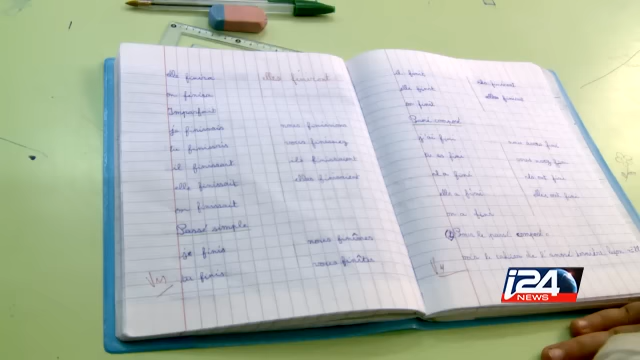 elle finira elles finiront
on finira
Imparfait
je finissais nous finissions
tu finissais vous finissiez
il finissait ils finissaient
elle finissait elles finissaient
on finissait
Passé simple
je finis nous finîmes
Vu tu finis vous finîtes
il finit
elle finit elles finirent
on finit
Passé composé
j'ai fini nous avons fini
tu as fini vous avez fini
il a fini ils ont fini
elle a fini elles ont fini
on a fini
Pour le passé composé
Vu
i24
NEWS